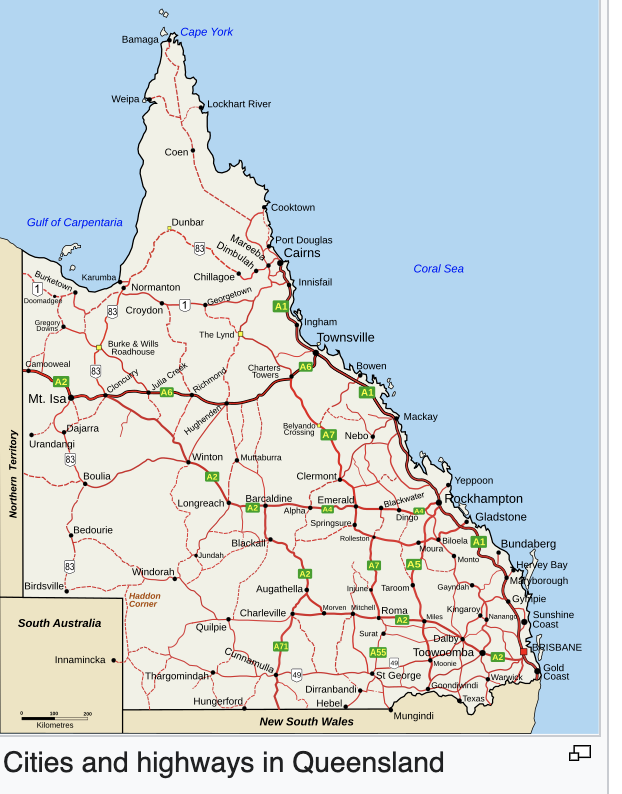 Bamaga
Cape York
Weipa
Lockhart River
Coen
Cooktown
Gulf of Carpentaria
Dunbar
83
Port Douglas
Mareeba
Cairns
Dimbulah
Coral Sea
Chillagoe
Karumba
Innisfail
Burketown
1
Normanton
Doomadgee
Georgetown
1
A1
83
Croydon
Gregory
Downs
Ingham
The Lynd
Townsville
Burke & Wills
Roadhouse
Camooweal
Bowen
A6
Charters
Towers
83
Julia Creek
Richmond
Cloncurry
A2
A6
A1
Mt. Isa
Hughenden
Mackay
Belyando
Crossing
Dajarra
A7
Nebo
Urandangi
83
Winton
Muttaburra
Northern Territory
Boulia
A2
Clermont
Yeppoon
Blackwater
Barcaldine
Emerald
Rockhampton
Longreach
A2
Alpha
A4
A4
Dingo
Gladstone
Springsure
Bedourie
Rolleston
Biloela
A1
Blackall
Moura
Bundaberg
Jundah
Monto
83
Windorah
A2
A7
A5
Hervey Bay
Maryborough
Birdsville
Augathella
Injune
Taroom
Gayndah
Haddon
Corner
Gympie
Charleville
Morven
Mitchell
Roma
Kingaroy
Nanango
Sunshine
Coast
South Australia
A2
Miles
Quilpie
Surat
Dalby
BRISBANE
A71
A55
Toowoomba
A2
Innamincka
Cunnamulla
49
Moonie
Gold
Coast
Thargomindah
49
St George
Warwick
Goondiwindi
Dirranbandi
Hungerford
Hebel
Texas
0 100 200
Kilometres
New South Wales
Mungindi
Cities and highways in Queensland